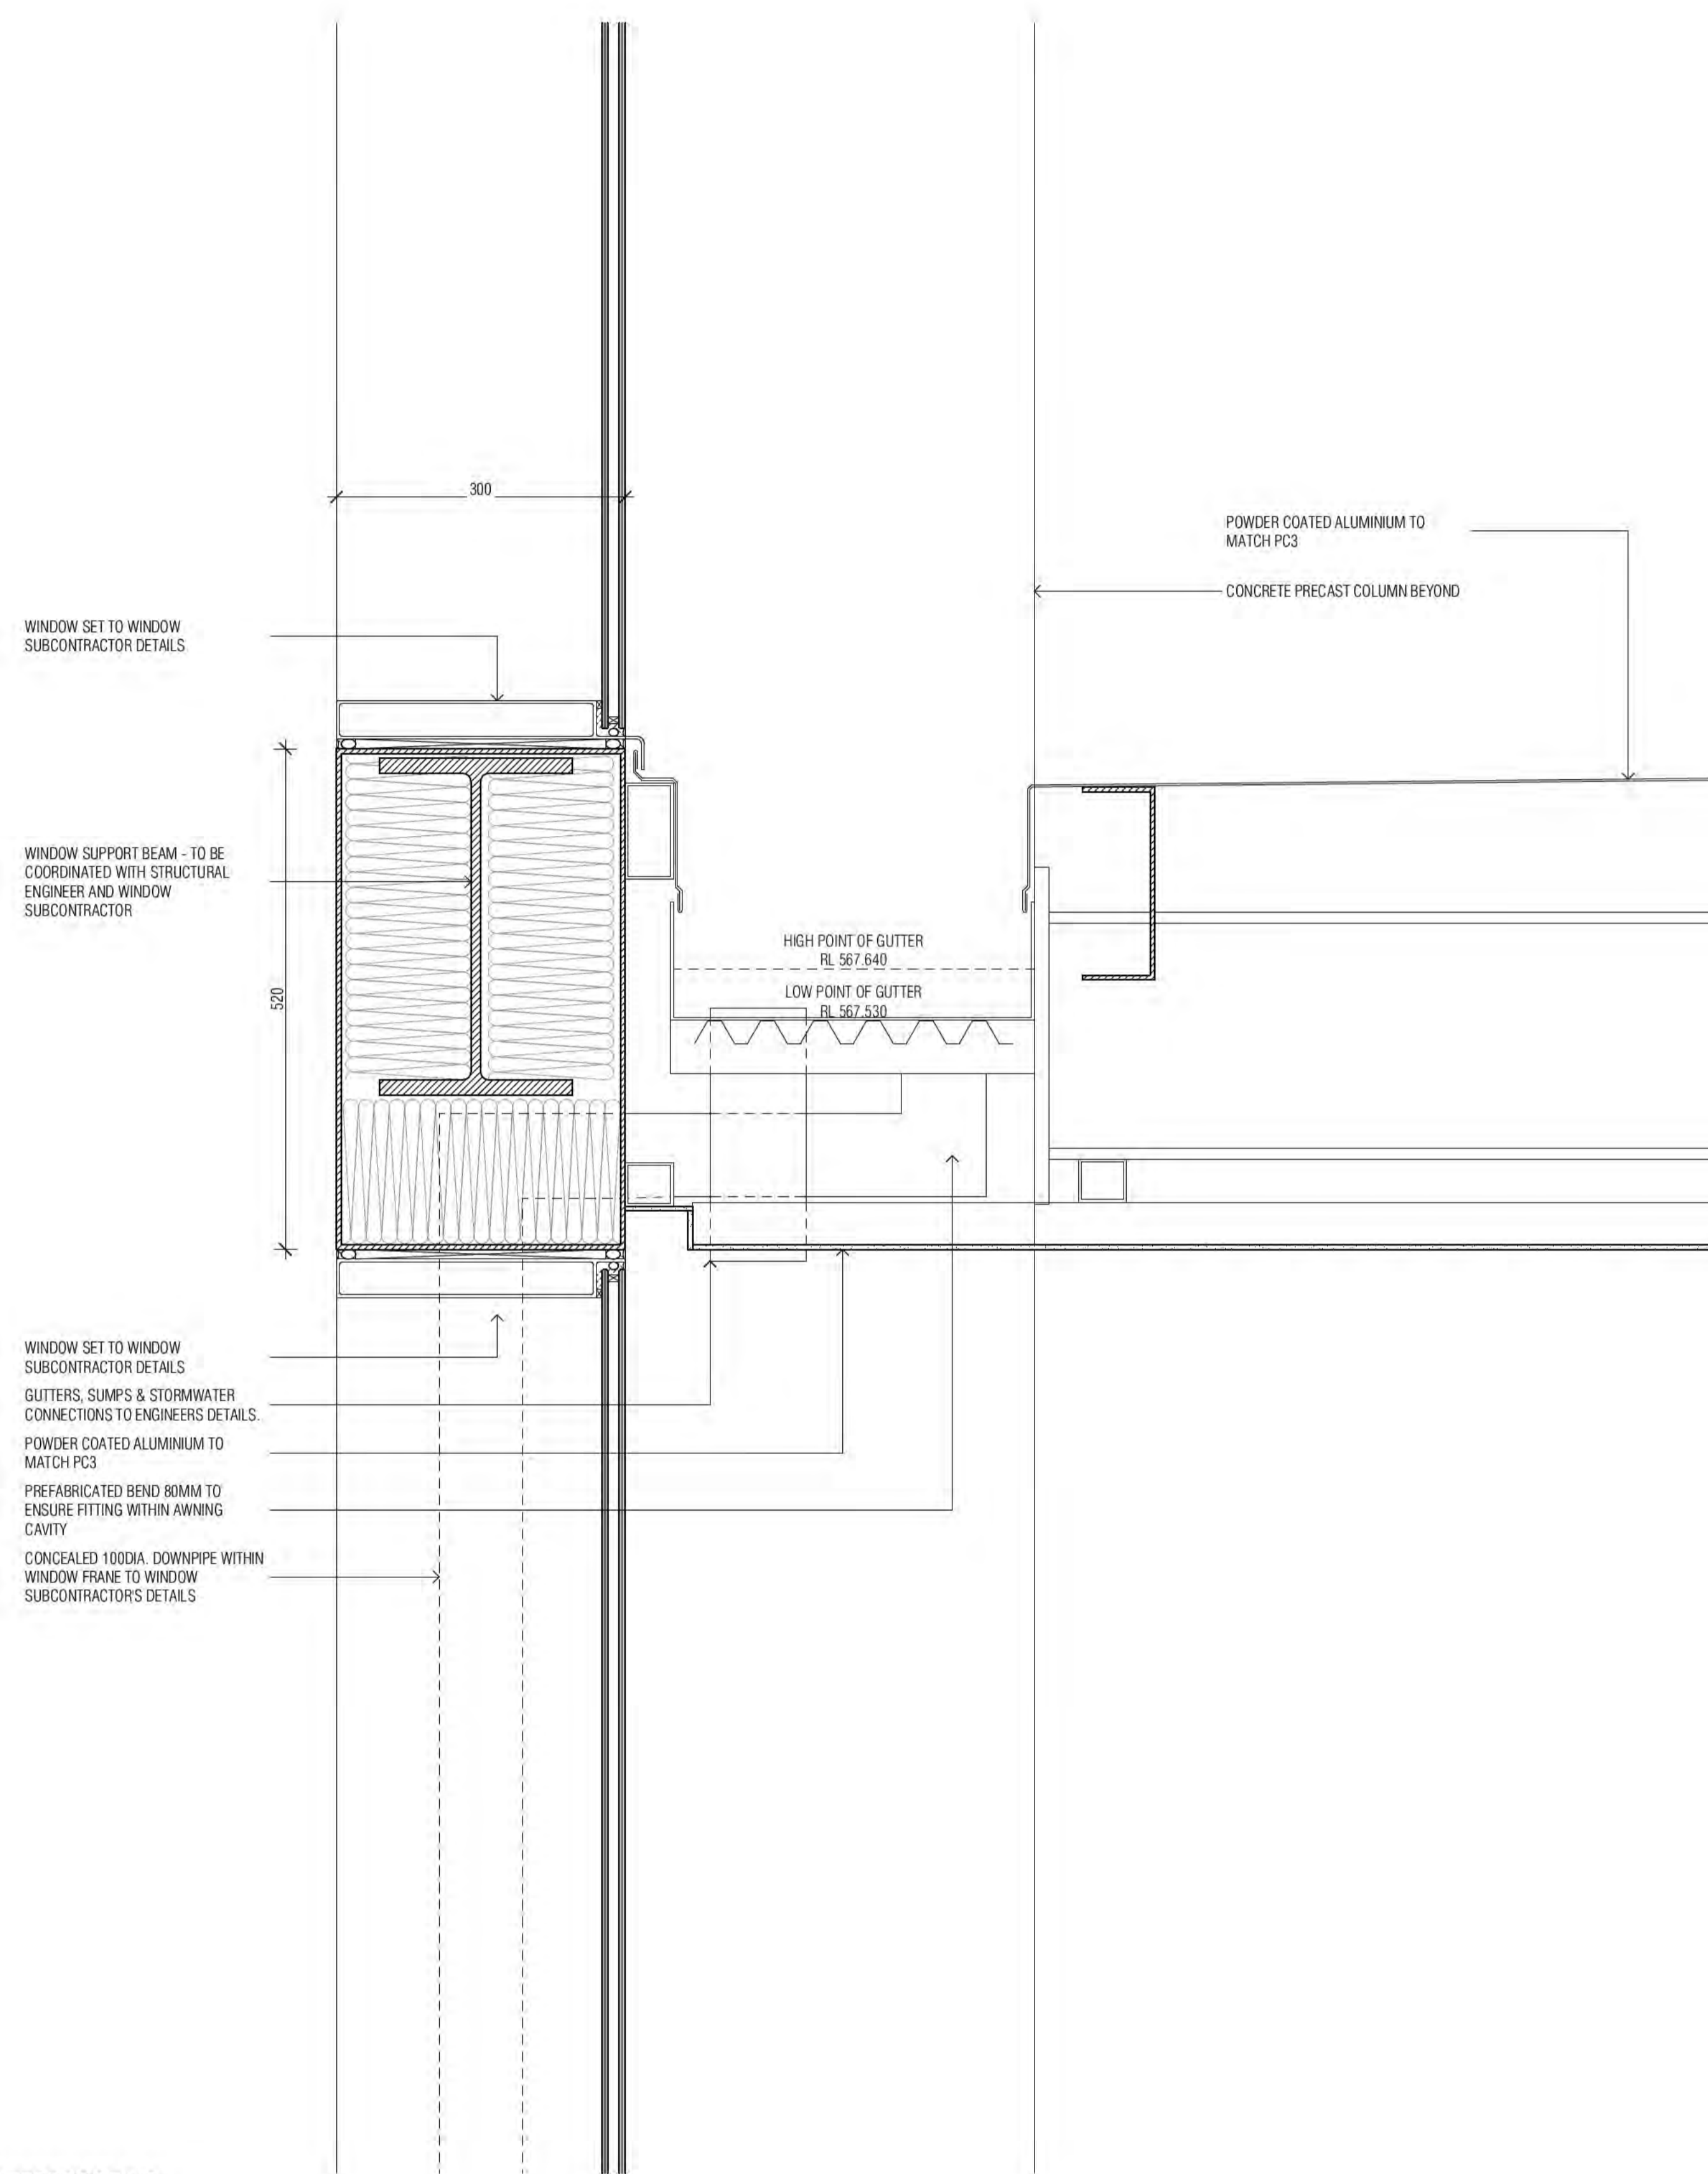 300
POWDER COATED ALUMINIUM TO
MATCH PC3
CONCRETE PRECAST COLUMN BEYOND
WINDOW SET TO WINDOW
SUBCONTRACTOR DETAILS
WINDOW SUPPORT BEAM - TO BE
COORDINATED WITH STRUCTURAL
ENGINEER AND WINDOW
SUBCONTRACTOR
520
HIGH POINT OF GUTTER
RL 567.640
LOW POINT OF GUTTER
RL 567.530
WINDOW SET TO WINDOW
SUBCONTRACTOR DETAILS
GUTTERS, SUMPS & STORMWATER
CONNECTIONS TO ENGINEERS DETAILS.
POWDER COATED ALUMINIUM TO
MATCH PC3
PREFABRICATED BEND 80MM TO
ENSURE FITTING WITHIN AWNING
CAVITY
CONCEALED 100DIA. DOWNPIPE WITHIN
WINDOW FRANE TO WINDOW
SUBCONTRACTOR'S DETAILS